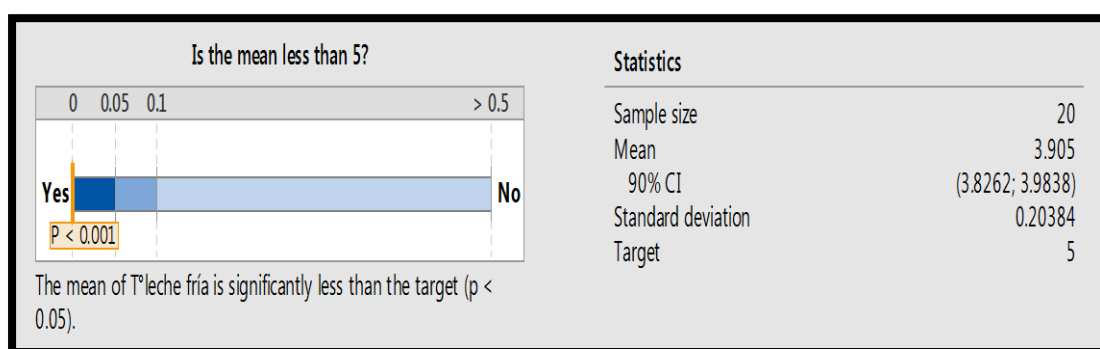 Is the mean less than 5?
0 0.05 0.1 > 0.5
Yes No
P < 0.001
The mean of T°leche fría is significantly less than the target (p <
0.05).
Statistics
Sample size 20
Mean 3.905
90% CI (3.8262; 3.9838)
Standard deviation 0.20384
Target 5